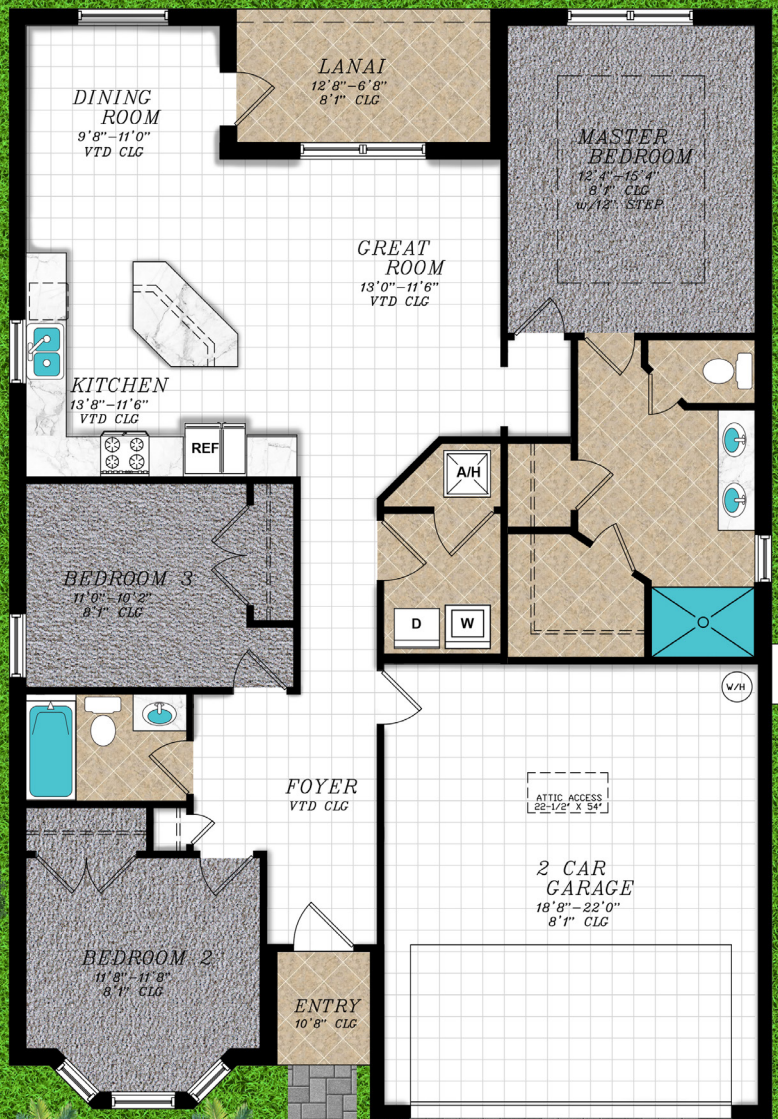 LANAI
12'8"-6'8"
8'1" CLG
DINING
ROOM
9'8"-11'0"
VTD CLG
MASTER
BEDROOM
12'4"-15'4"
8'1" CLG
w/12" STEP
GREAT
ROOM
13'0"-11'6"
VTD CLG
KITCHEN
13'8"-11'6"
VTD CLG
REF
A/H
BEDROOM 3
11'0"-10'2"
8'1" CLG
D
W
W/H
FOYER
VTD CLG
ATTIC ACCESS
22-1/2" X 54"
2 CAR
GARAGE
18'8"-22'0"
8'1" CLG
BEDROOM 2
11'8"-11'8"
8'1" CLG
ENTRY
10'8" CLG